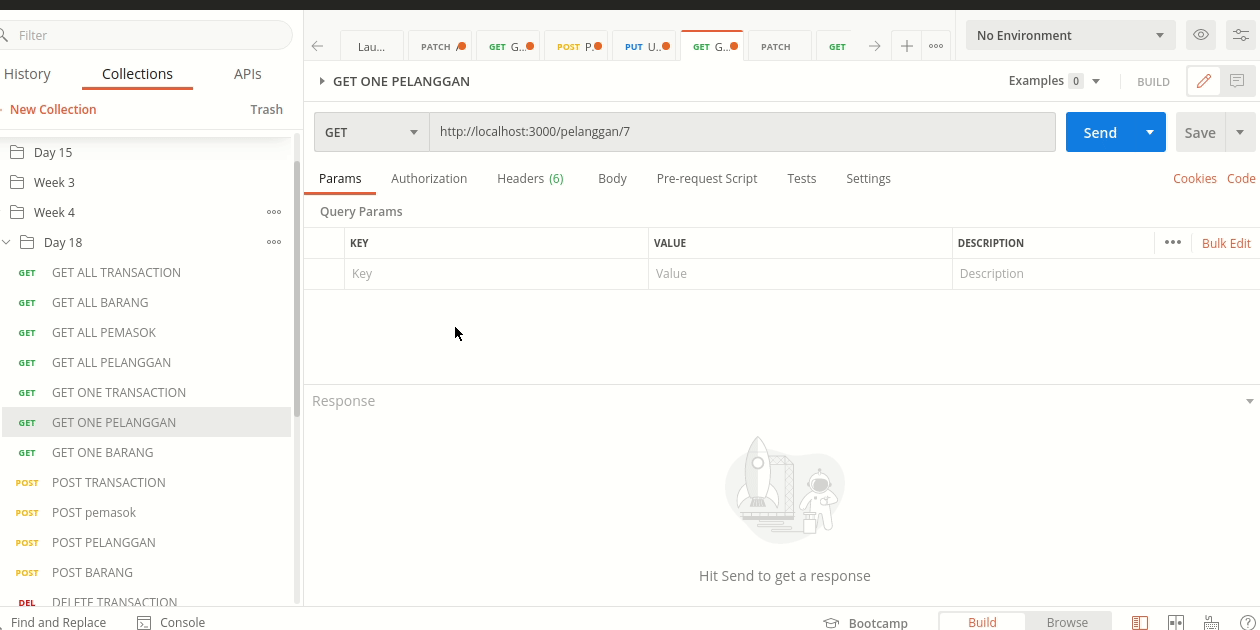 Filter
History Collections APIs
New Collection Trash
Day 15
Week 3
Week 4
Day 18
GET GET ALL TRANSACTION
GET GET ALL BARANG
GET GET ALL PEMASOK
GET GET ALL PELANGGAN
GET GET ONE TRANSACTION
GET GET ONE PELANGGAN
GET GET ONE BARANG
POST POST TRANSACTION
POST POST pemasok
POST POST PELANGGAN
POST POST BARANG
DEL DELETE TRANSACTION
Lau... PATCH GET G... POST P. PUT U.. GET G... PATCH GET
No Environment
GET ONE PELANGGAN
Examples 0 BUILD
GET http://localhost:3000/pelanggan/7 Send Save
Params Authorization Headers (6) Body Pre-request Script Tests Settings Cookies Code
Query Params
KEY VALUE DESCRIPTION ••• Bulk Edit
Key Value Description
Response
Hit Send to get a response
Find and Replace Console Bootcamp Build Browse